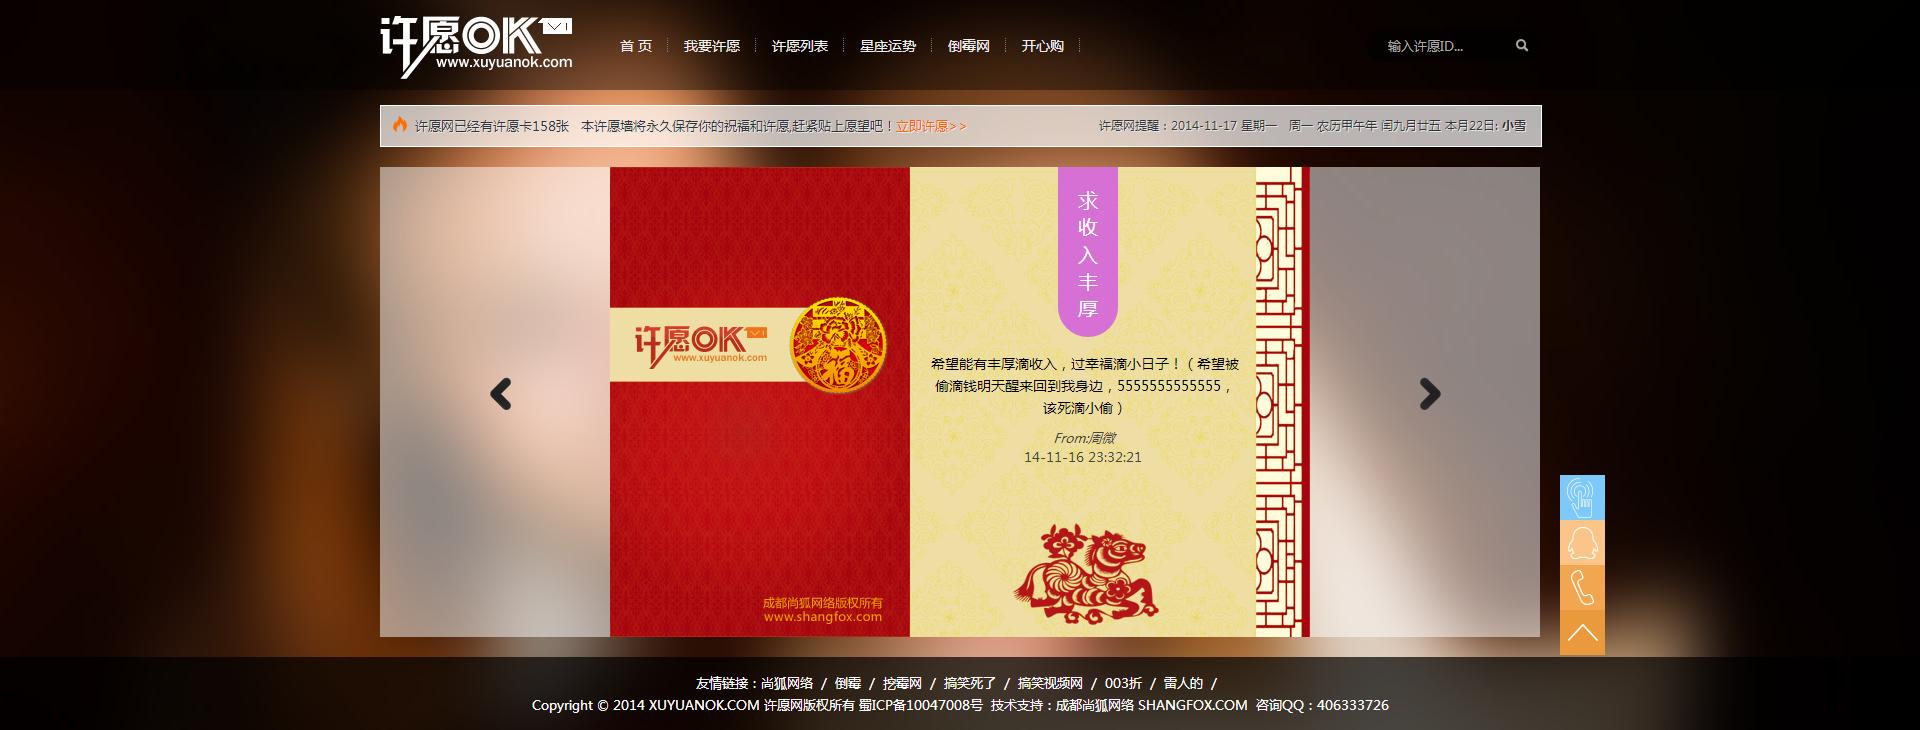 许愿OK
www.xuyuanok.com
首 页 我要许愿 许愿列表 星座运势 倒霉网 开心购
输入许愿ID...
许愿网已经有许愿卡158张 本许愿墙将永久保存你的祝福和许愿,赶紧贴上愿望吧！立即许愿>>
许愿网提醒：2014-11-17 星期一 周一 农历甲午年 闰九月廿五 本月22日: 小雪
许愿OK
www.xuyuanok.com
福
成都尚狐网络版权所有
www.shangfox.com
求
收
入
丰
厚
希望能有丰厚滴收入，过幸福滴小日子！（希望被
偷滴钱明天醒来回到我身边，5555555555555，
该死滴小偷）
From:周微
14-11-16 23:32:21
友情链接：尚狐网络 / 倒霉 / 挖霉网 / 搞笑死了 / 搞笑视频网 / 003折 / 雷人的 /
Copyright © 2014 XUYUANOK.COM 许愿网版权所有 蜀ICP备10047008号 技术支持：成都尚狐网络 SHANGFOX.COM 咨询QQ：406333726